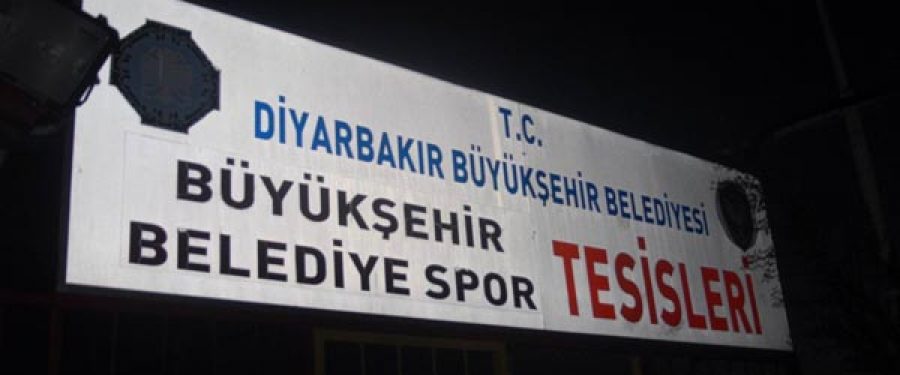 T.C.
DİYARBAKIR BÜYÜKŞEHİR BELEDİYESİ
BÜYÜKŞEHİR
BELEDİYE SPOR
TESİSLERİ